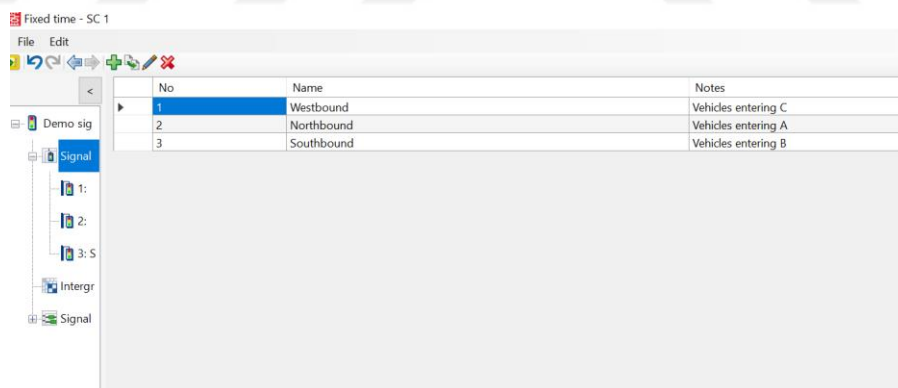 Fixed time - SC 1
File Edit
<
No Name Notes
1 Westbound Vehicles entering C
2 Northbound Vehicles entering A
3 Southbound Vehicles entering B
Demo sig
Signal
1:
2:
3: S
Intergr
Signal